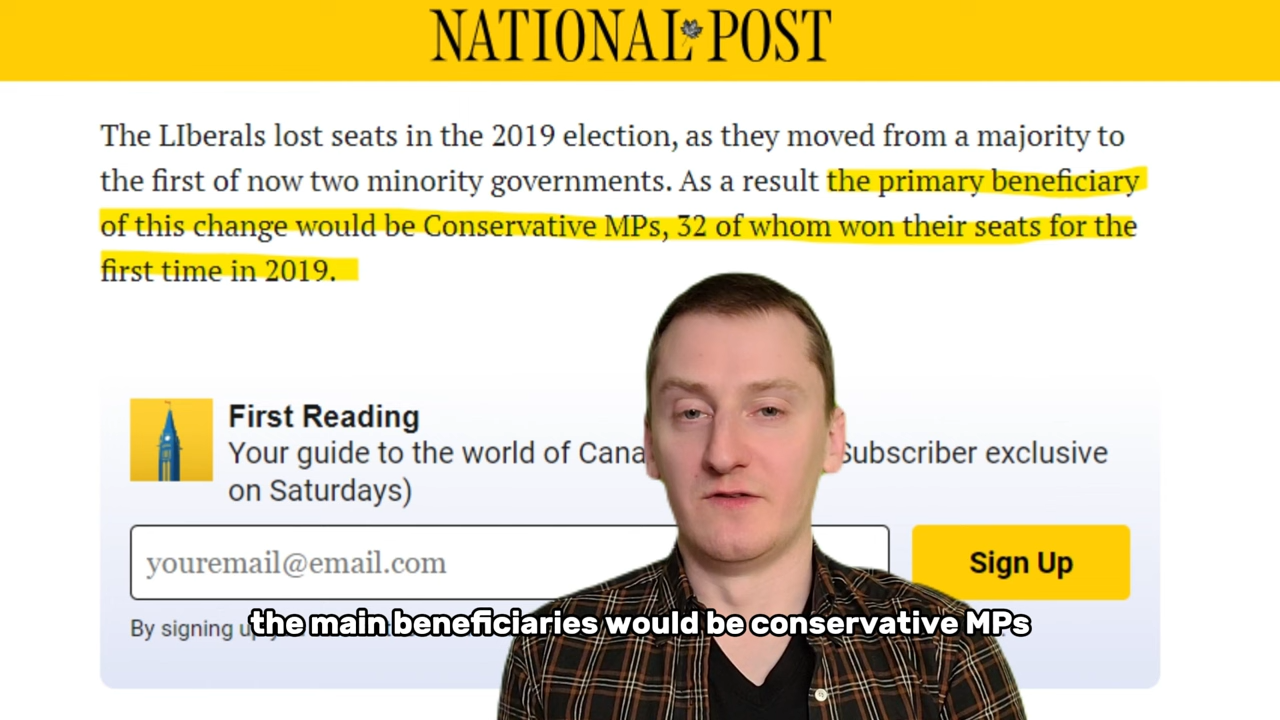 NATIONAL POST
The LIberals lost seats in the 2019 election, as they moved from a majority to
the first of now two minority governments. As a result the primary beneficiary
of this change would be Conservative MPs, 32 of whom won their seats for the
first time in 2019.
First Reading
Your guide to the world of Subscriber exclusive
on Saturdays)
youremail@email.com
Sign Up
By signing
the main beneficiaries would be conservative MPs